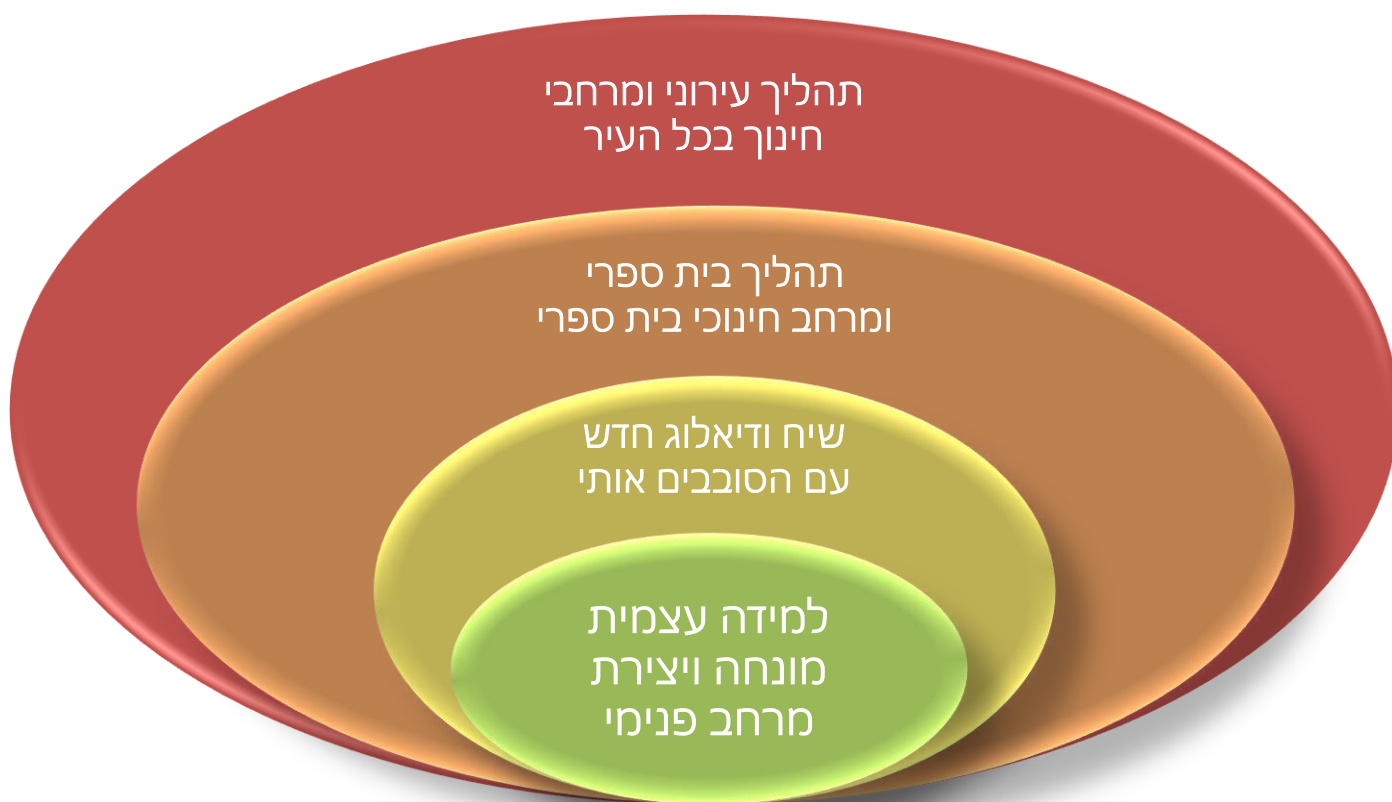 תהליך עירוני ומרחבי
חינוך בכל העיר
תהליך בית ספרי
ומרחב חינוכי בית ספרי
שיח ודיאלוג חדש
עם הסובבים אותי
למידה עצמית
מונחה ויצירת
מרחב פנימי